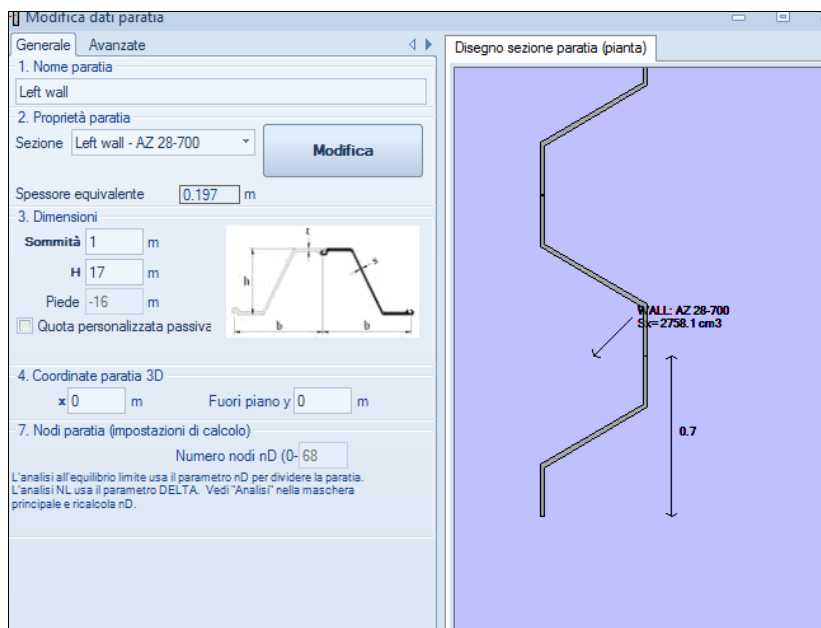 Modifica dati paratia
Generale Avanzate
1. Nome paratia
Left wall
2. Proprietà paratia
Sezione Left wall - AZ 28-700
Modifica
Spessore equivalente 0.197 m
3. Dimensioni
Sommità 1 m
H 17 m
Piede -16 m
Quota personalizzata passiva
t
h
s
b b
4. Coordinate paratia 3D
x 0 m Fuori piano y 0 m
7. Nodi paratia (impostazioni di calcolo)
Numero nodi nD (0- 68
L'analisi all'equilibrio limite usa il parametro nD per dividere la paratia.
L'analisi NL usa il parametro DELTA. Vedi "Analisi" nella maschera
principale e ricalcola nD.
Disegno sezione paratia (pianta)
WALL: AZ 28-700
Sx= 2758.1 cm3
0.7